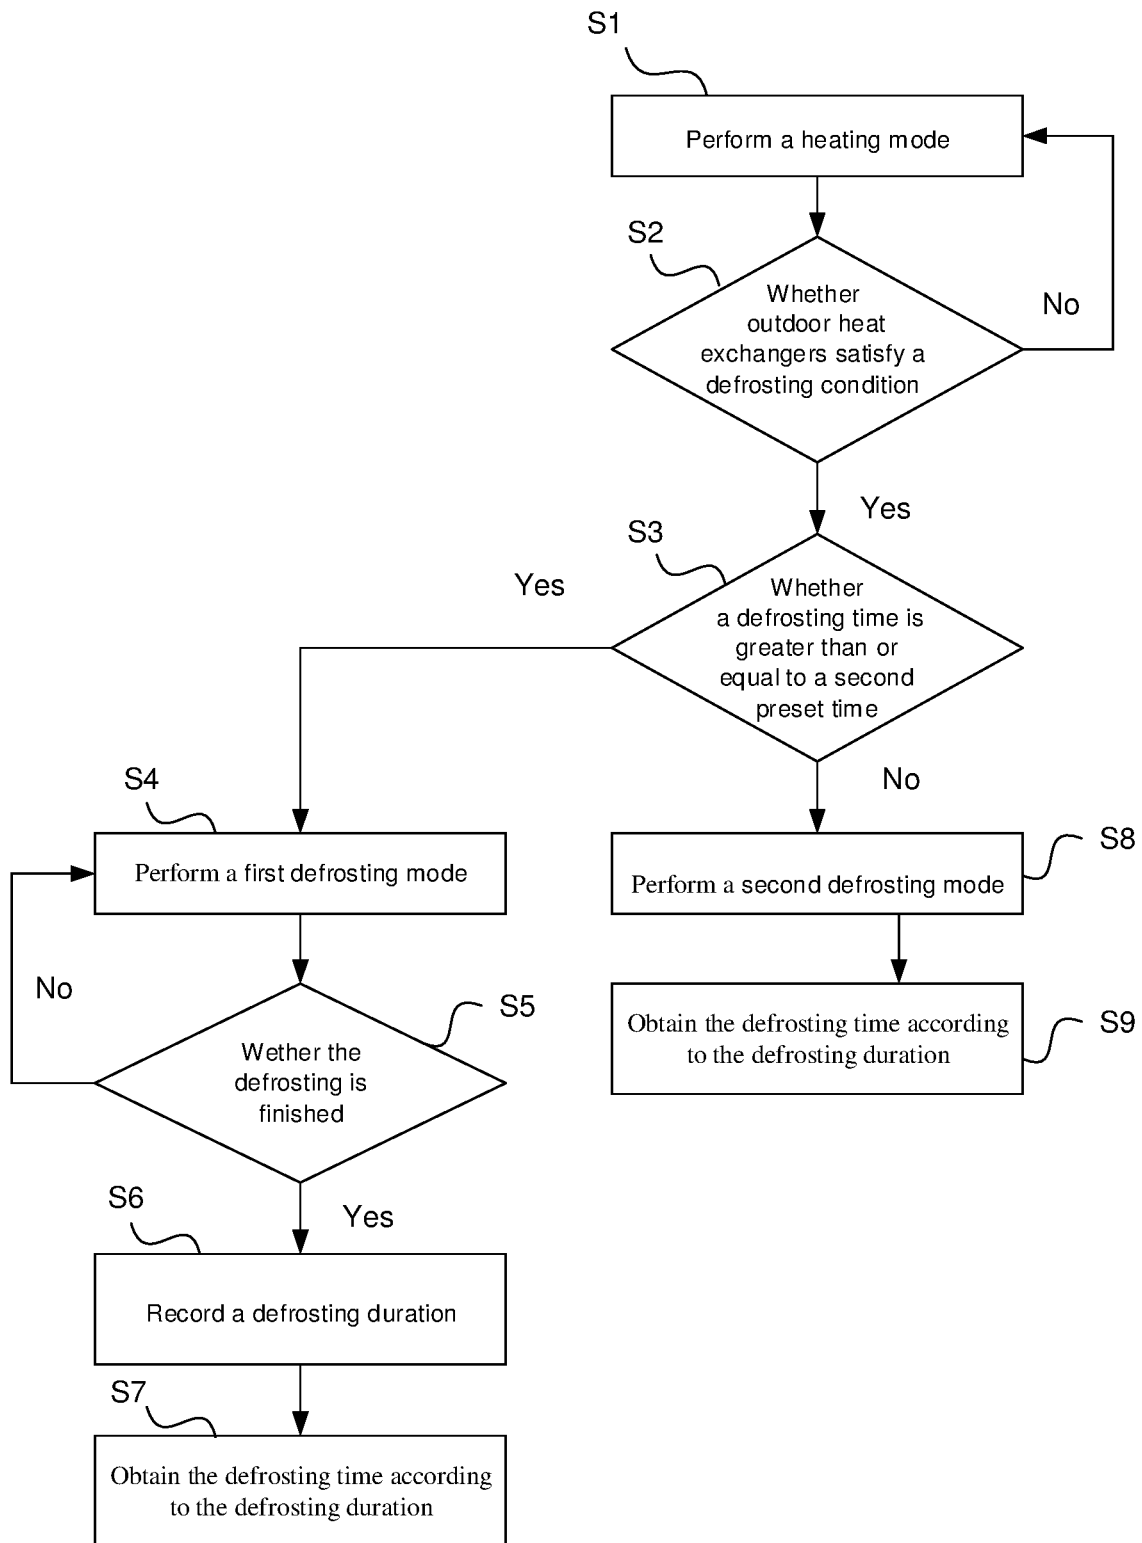 S1
Perform a heating mode
S2
Whether
outdoor heat
exchangers satisfy a
defrosting condition
No
Yes
S3
Whether
a defrosting time is
greater than or
equal to a second
preset time
Yes
No
S4
Perform a first defrosting mode
S8
Perform a second defrosting mode
No
S5
Wether the
defrosting is
finished
S9
Obtain the defrosting time according
to the defrosting duration
Yes
S6
Record a defrosting duration
S7
Obtain the defrosting time according
to the defrosting duration